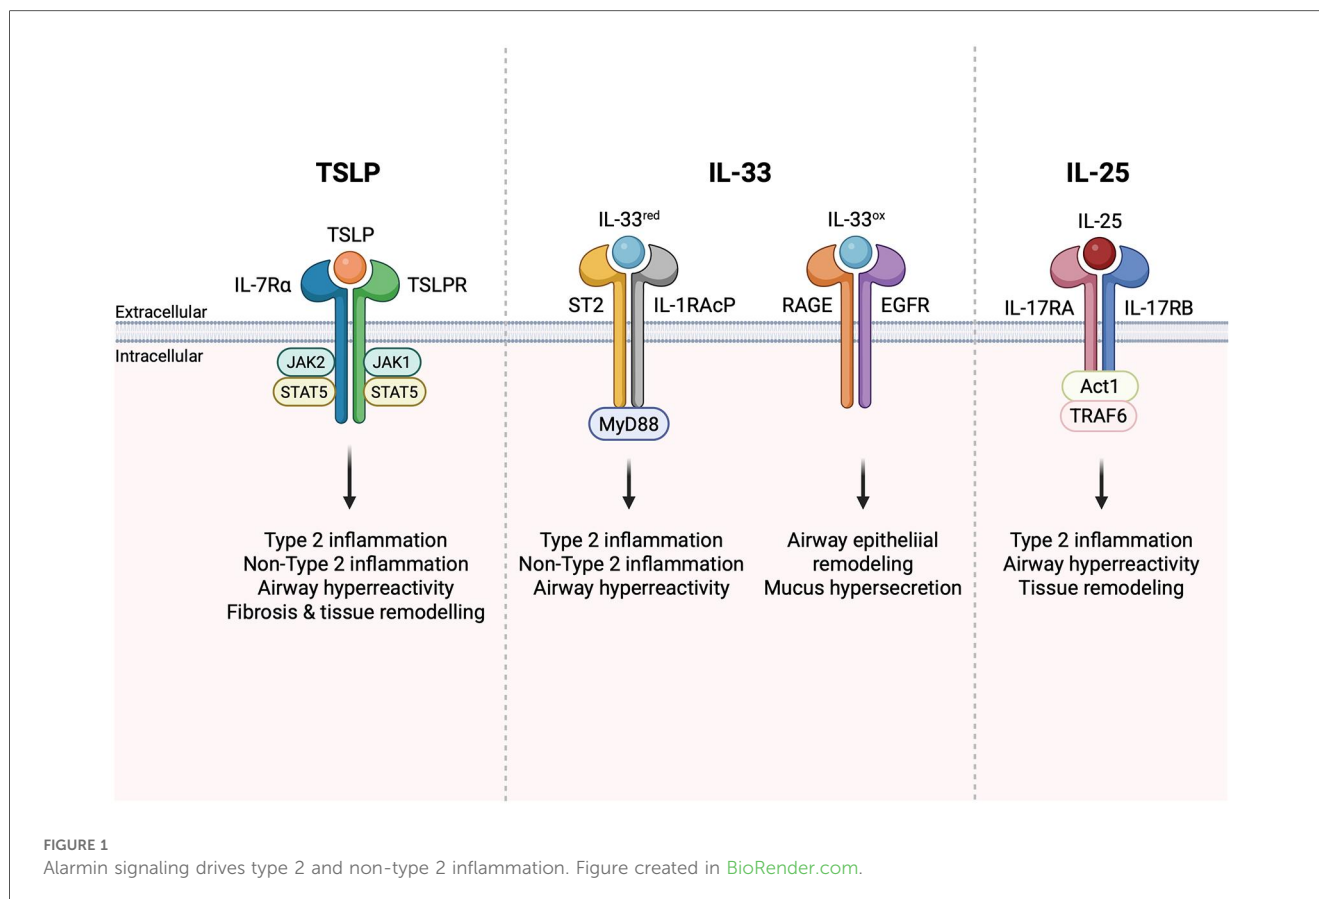 TSLP
IL-33
IL-25
TSLP
IL-7Rα
TSLPR
IL-33red
ST2
IL-1RAcP
IL-33ox
RAGE
EGFR
IL-25
IL-17RA
IL-17RB
Extracellular
Intracellular
JAK2
JAK1
STAT5
STAT5
MyD88
Act1
TRAF6
Type 2 inflammation
Non-Type 2 inflammation
Airway hyperreactivity
Fibrosis & tissue remodelling
Type 2 inflammation
Non-Type 2 inflammation
Airway hyperreactivity
Airway epitheliial
remodeling
Mucus hypersecretion
Type 2 inflammation
Airway hyperreactivity
Tissue remodeling
FIGURE 1
Alarmin signaling drives type 2 and non-type 2 inflammation. Figure created in BioRender.com.